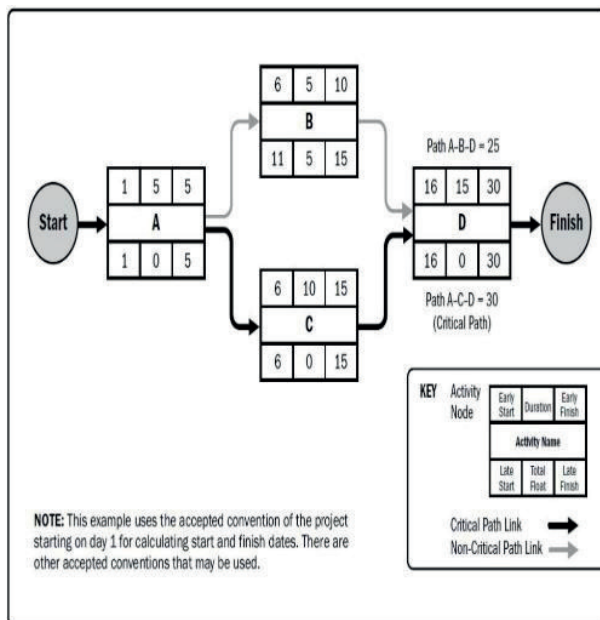 6 5 10
B
11 5 15
Path A-B-D = 25
Start
1 5 5
A
1 0 5
16 15 30
D
16 0 30
Finish
6 10 15
C
6 0 15
Path A-C-D = 30
(Critical Path)
KEY Activity
Node
Early
Start
Duration
Early
Finish
Activity Name
Late
Start
Total
Float
Late
Finish
Critical Path Link
Non-Critical Path Link
NOTE: This example uses the accepted convention of the project
starting on day 1 for calculating start and finish dates. There are
other accepted conventions that may be used.